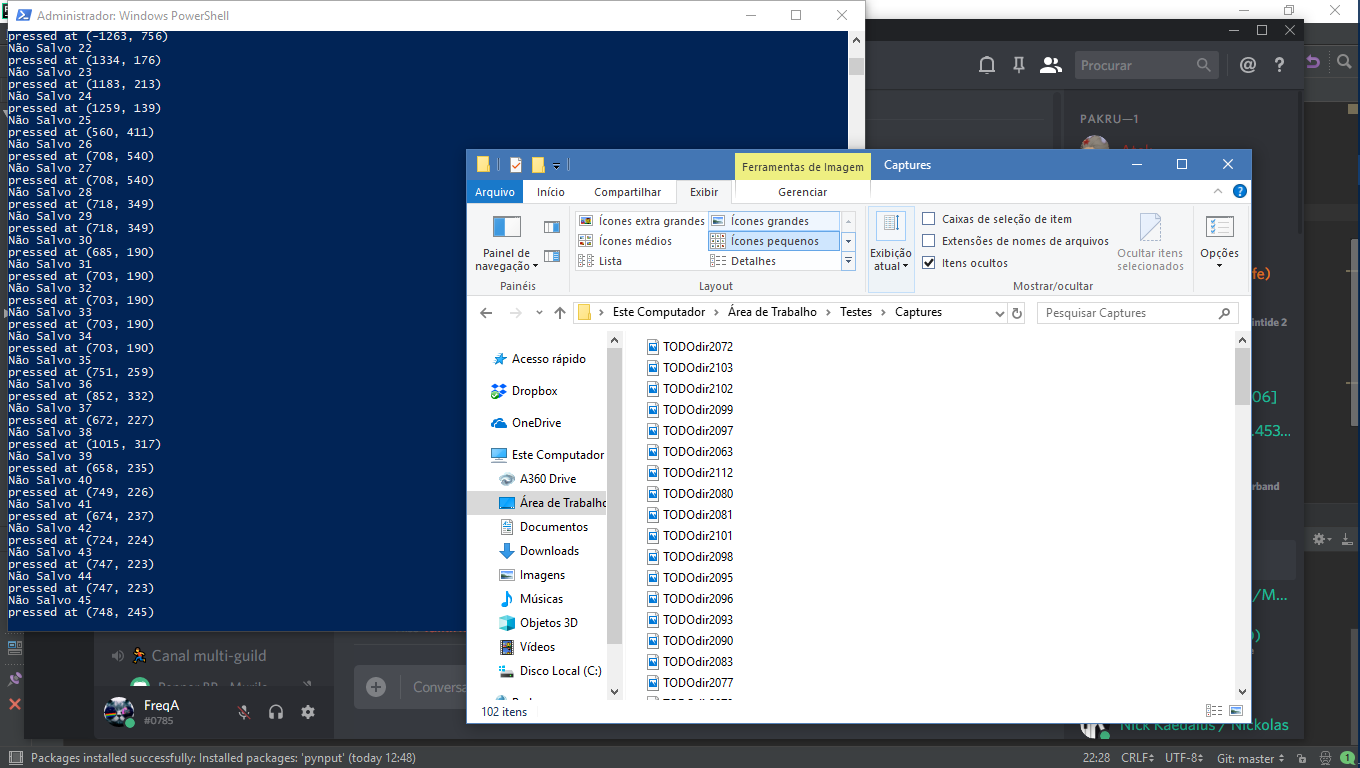 Administrador: Windows PowerShell
pressed at (-1263, 756)
Não Salvo 22
pressed at (1334, 176)
Não Salvo 23
pressed at (1183, 213)
Não Salvo 24
pressed at (1259, 139)
Não Salvo 25
pressed at (560, 411)
Não Salvo 26
pressed at (708, 540)
Não Salvo 27
pressed at (708, 540)
Não Salvo 28
pressed at (718, 349)
Não Salvo 29
pressed at (718, 349)
Não Salvo 30
pressed at (685, 190)
Não Salvo 31
pressed at (703, 190)
Não Salvo 32
pressed at (703, 190)
Não Salvo 33
pressed at (703, 190)
Não Salvo 34
pressed at (703, 190)
Não Salvo 35
pressed at (751, 259)
Não Salvo 36
pressed at (852, 332)
Não Salvo 37
pressed at (672, 227)
Não Salvo 38
pressed at (1015, 317)
Não Salvo 39
pressed at (658, 235)
Não Salvo 40
pressed at (749, 226)
Não Salvo 41
pressed at (674, 237)
Não Salvo 42
pressed at (724, 224)
Não Salvo 43
pressed at (747, 223)
Não Salvo 44
pressed at (747, 223)
Não Salvo 45
pressed at (748, 245)
Procurar
PAKRU—1
Ferramentas de Imagem
Captures
Arquivo
Início
Compartilhar
Exibir
Gerenciar
Painel de
navegação
Painéis
Ícones extra grandes
Ícones grandes
Ícones médios
Ícones pequenos
Lista
Detalhes
Layout
Exibição
atual
Caixas de seleção de item
Extensões de nomes de arquivos
Itens ocultos
Ocultar itens
selecionados
Mostrar/ocultar
Opções
Este Computador
Área de Trabalho
Testes
Captures
Pesquisar Captures
Acesso rápido
Dropbox
OneDrive
Este Computador
A360 Drive
Área de Trabalho
Documentos
Downloads
Imagens
Músicas
Objetos 3D
Vídeos
Disco Local (C:)
TODOdir2072
TODOdir2103
TODOdir2102
TODOdir2099
TODOdir2097
TODOdir2063
TODOdir2112
TODOdir2080
TODOdir2081
TODOdir2101
TODOdir2098
TODOdir2095
TODOdir2096
TODOdir2093
TODOdir2090
TODOdir2083
TODOdir2077
102 itens
fe)
intide 2
06]
.453...
rband
/M...
Canal multi-guild
Conversa
FreqA
#0785
Nick Kaedalus / Nickolas
Packages installed successfully: Installed packages: 'pynput' (today 12:48)
22:28 CRLF UTF-8 Git: master 1